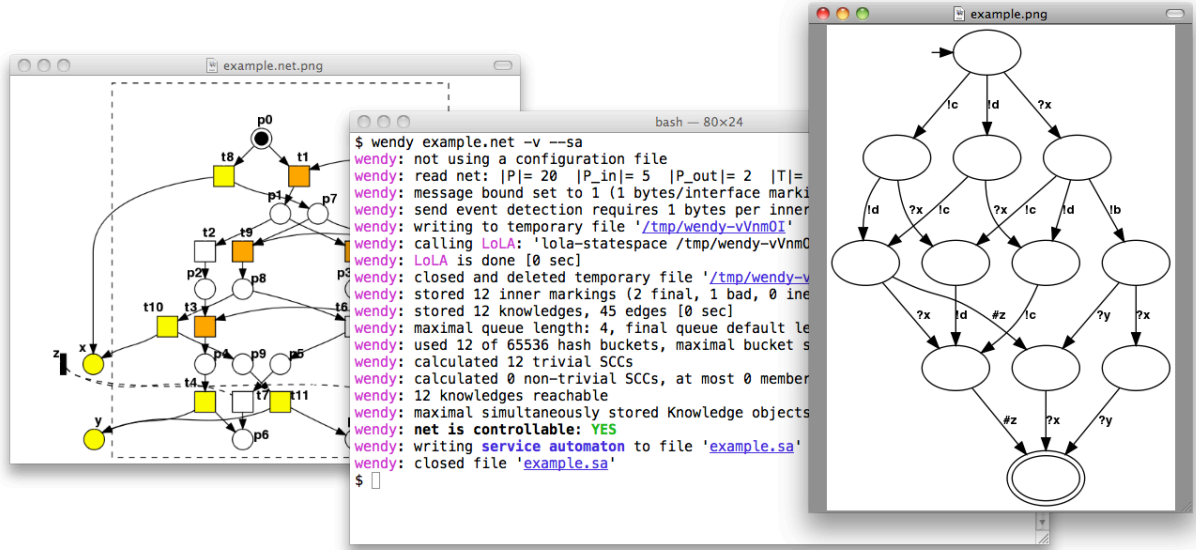 example.net.png
p0
t8
t1
p1
p7
t2
t9
p2
p8
t10
t3
z
x
p9
p5
t4
t11
y
p6
bash — 80×24
$ wendy example.net -v --sa
wendy: not using a configuration file
wendy: read net: |P|= 20 |P_in|= 5 |P_out|= 2 |T|=
wendy: message bound set to 1 (1 bytes/interface marki
wendy: send event detection requires 1 bytes per inner
wendy: writing to temporary file '/tmp/wendy-vVnmOI'
wendy: calling LoLA: 'lola-statespace /tmp/wendy-vVnmO
wendy: LoLA is done [0 sec]
wendy: closed and deleted temporary file '/tmp/wendy-v
wendy: stored 12 inner markings (2 final, 1 bad, 0 ine
wendy: stored 12 knowledges, 45 edges [0 sec]
wendy: maximal queue length: 4, final queue default le
wendy: used 12 of 65536 hash buckets, maximal bucket s
wendy: calculated 12 trivial SCCs
wendy: calculated 0 non-trivial SCCs, at most 0 member
wendy: 12 knowledges reachable
wendy: maximal simultaneously stored Knowledge objects
wendy: net is controllable: YES
wendy: writing service automaton to file 'example.sa'
wendy: closed file 'example.sa'
$
example.png
!c !d ?x
!d ?x !c ?x !c !d !b
?x !d #z !c ?y ?x
#z ?x ?y